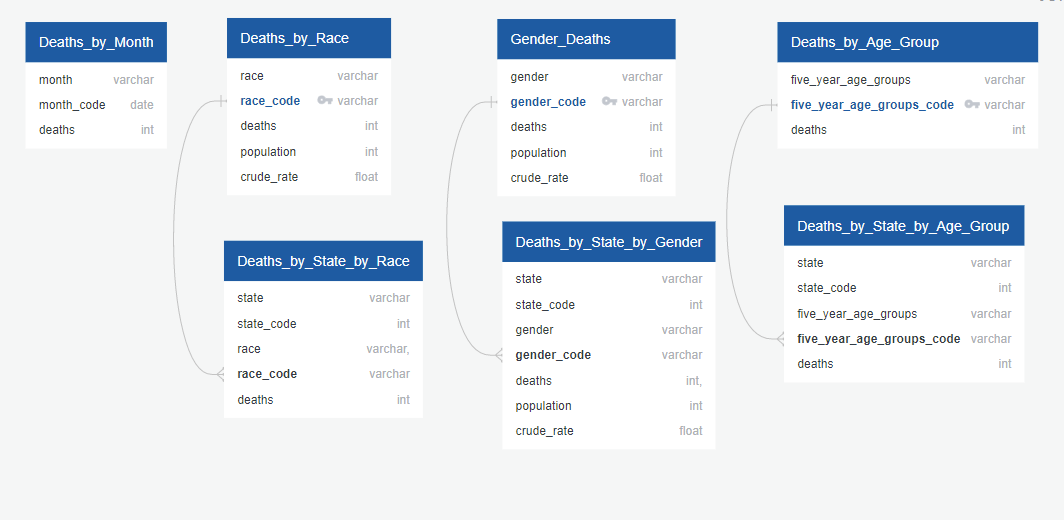 Deaths_by_Month
month varchar
month_code date
deaths int
Deaths_by_Race
race varchar
race_code varchar
deaths int
population int
crude_rate float
Gender_Deaths
gender varchar
gender_code varchar
deaths int
population int
crude_rate float
Deaths_by_Age_Group
five_year_age_groups varchar
five_year_age_groups_code varchar
deaths int
Deaths_by_State_by_Race
state varchar
state_code int
race varchar,
race_code varchar
deaths int
Deaths_by_State_by_Gender
state varchar
state_code int
gender varchar
gender_code varchar
deaths int,
population int
crude_rate float
Deaths_by_State_by_Age_Group
state varchar
state_code int
five_year_age_groups varchar
five_year_age_groups_code varchar
deaths int